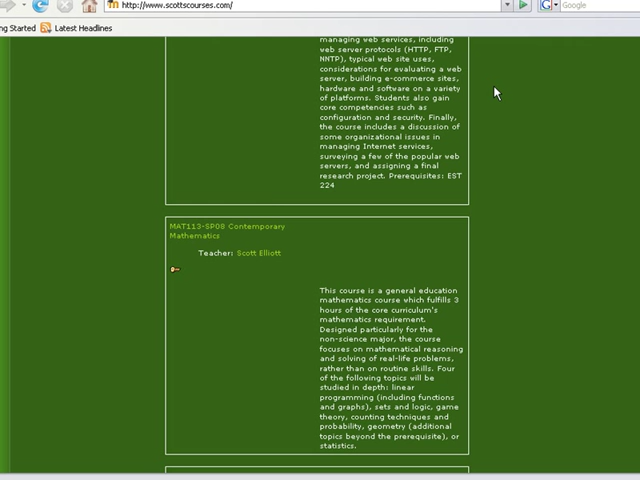 http://www.scottscourses.com/
Google
ng Started
Latest Headlines
managing web services, including
web server protocols (HTTP, FTP,
NNTP), typical web site uses,
considerations for evaluating a web
server, building e-commerce sites,
hardware and software on a variety
of platforms. Students also gain
core competencies such as
configuration and security. Finally,
the course includes a discussion of
some organizational issues in
managing Internet services,
surveying a few of the popular web
servers, and assigning a final
research project. Prerequisites: EST
224
MAT113-SP08 Contemporary
Mathematics
Teacher: Scott Elliott
This course is a general education
mathematics course which fulfills 3
hours of the core curriculum's
mathematics requirement.
Designed particularly for the
non-science major, the course
focuses on mathematical reasoning
and solving of real-life problems,
rather than on routine skills. Four
of the following topics will be
studied in depth: linear
programming (including functions
and graphs), sets and logic, game
theory, counting techniques and
probability, geometry (additional
topics beyond the prerequisite), or
statistics.